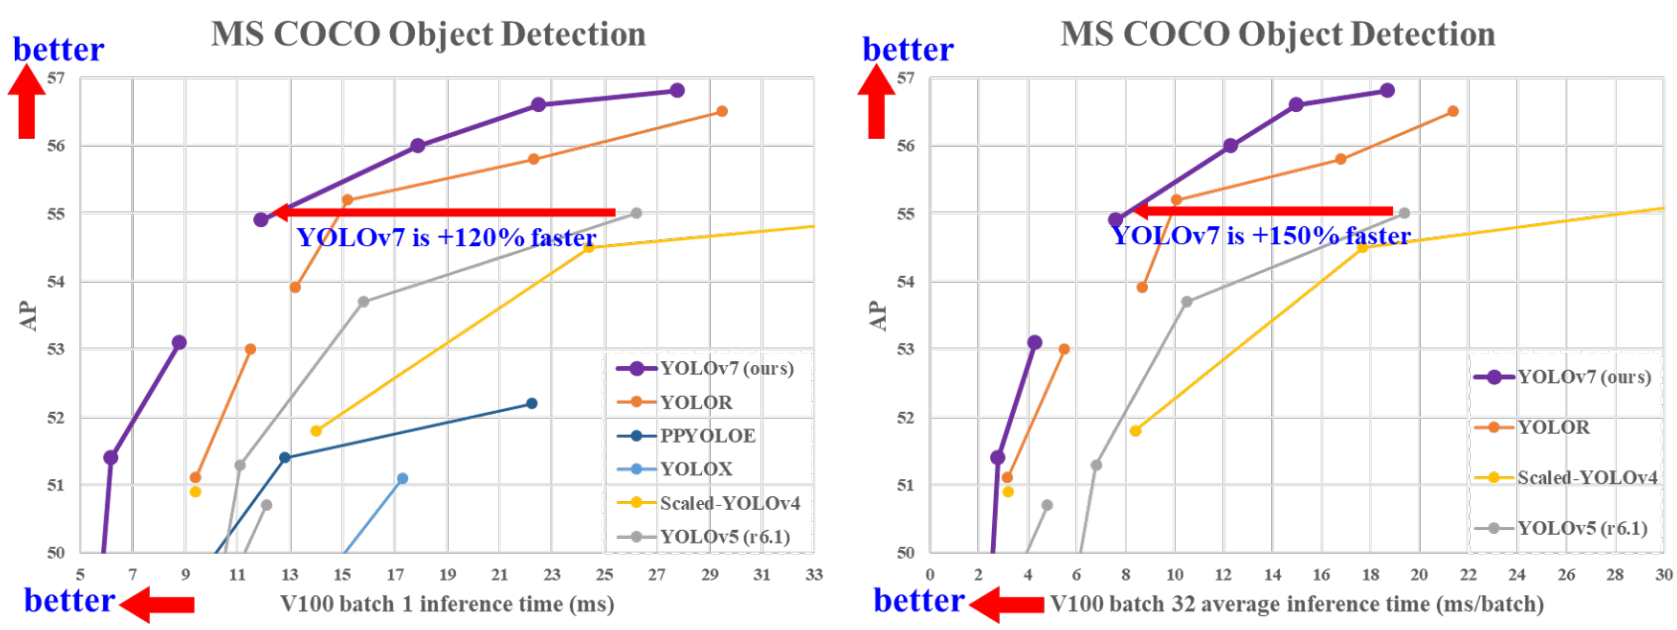 MS COCO Object Detection
better
57
56
55
54
53
52
51
50
AP
YOLOv7 is +120% faster
YOLOv7 (ours)
YOLOR
PPYOLOE
YOLOX
Scaled-YOLOv4
YOLOv5 (r6.1)
5 7 9 11 13 15 17 19 21 23 25 27 29 31 33
better
V100 batch 1 inference time (ms)
MS COCO Object Detection
better
57
56
55
54
53
52
51
50
AP
YOLOv7 is +150% faster
YOLOv7 (ours)
YOLOR
Scaled-YOLOv4
YOLOv5 (r6.1)
0 2 4 6 8 10 12 14 16 18 20 22 24 26 28 30
better
V100 batch 32 average inference time (ms/batch)